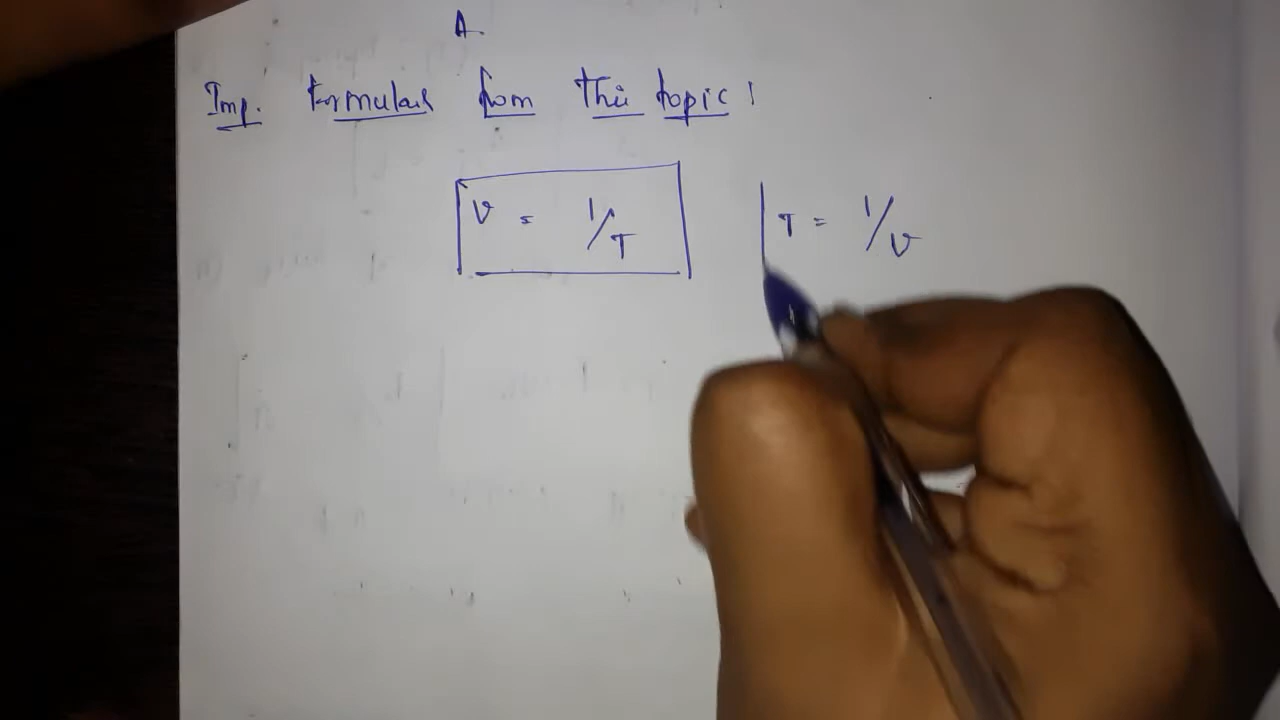 A.
Imp. Formulas from this topic :
ν = 1/T T = 1/ν